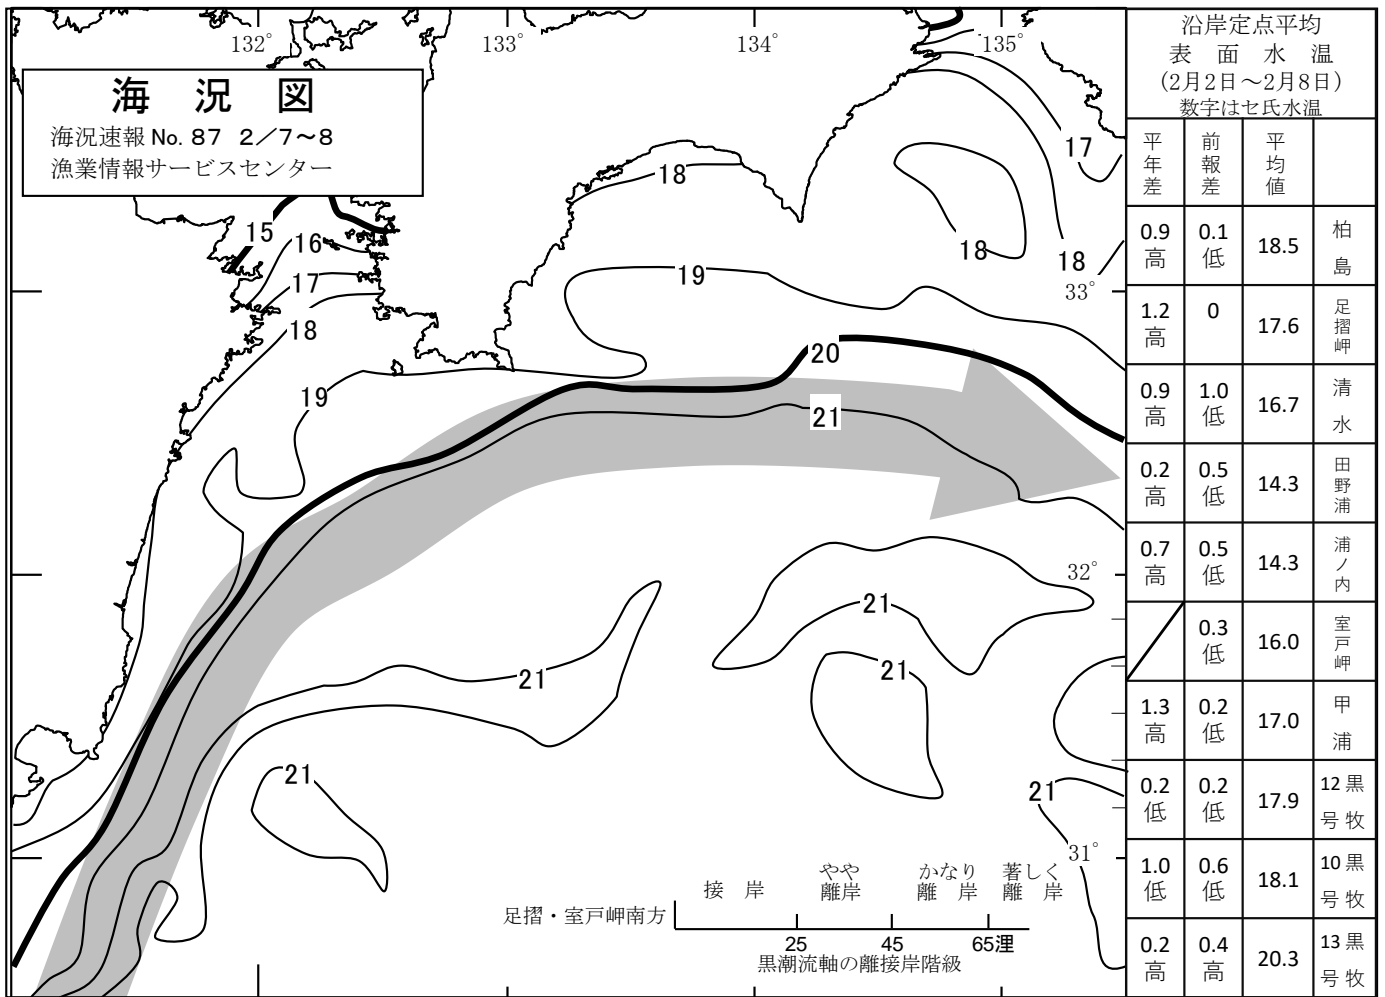 132°
133°
134°
135°
海 況 図
海況速報 No. 87 2／7～8
漁業情報サービスセンター
15
16
17
18
19
18
19
20
21
17
18
18
33°
32°
31°
21
21
21
21
21
接 岸
やや
離岸
かなり
離 岸
著しく
離 岸
足摺・室戸岬南方
25
45
65浬
黒潮流軸の離接岸階級
沿岸定点平均
表 面 水 温
(2月2日～2月8日)
数字はセ氏水温
平年差 前報差 平均値
0.9高 0.1低 18.5 柏島
1.2高 0 17.6 足摺岬
0.9高 1.0低 16.7 清水
0.2高 0.5低 14.3 田野浦
0.7高 0.5低 14.3 浦ノ内
0.3低 16.0 室戸岬
1.3高 0.2低 17.0 甲浦
0.2低 0.2低 17.9 黒牧12号
1.0低 0.6低 18.1 黒牧10号
0.2高 0.4高 20.3 黒牧13号